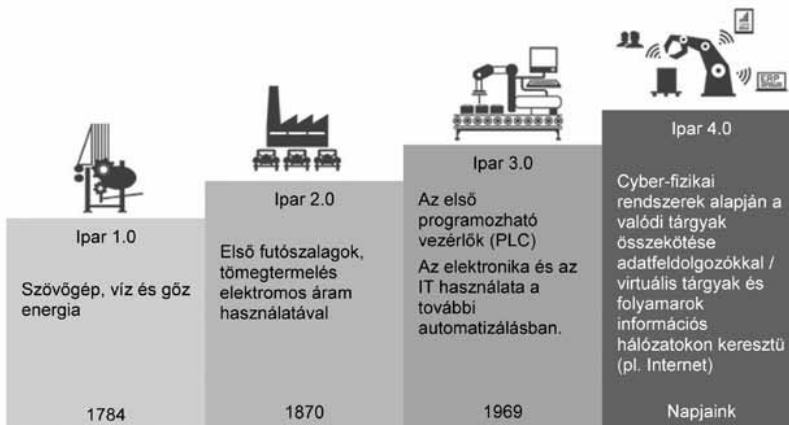 Ipar 1.0
Szövőgép, víz és gőz
energia
1784
Ipar 2.0
Első futószalagok,
tömegtermelés
elektromos áram
használatával
1870
Ipar 3.0
Az első
programozható
vezérlők (PLC)
Az elektronika és az
IT használata a
további
automatizálásban.
1969
ERP
Ipar 4.0
Cyber-fizikai
rendszerek alapján a
valódi tárgyak
összekötése
adatfeldolgozókkal /
virtuális tárgyak és
folyamarok
információs
hálózatokon keresztü
(pl. Internet)
Napjaink